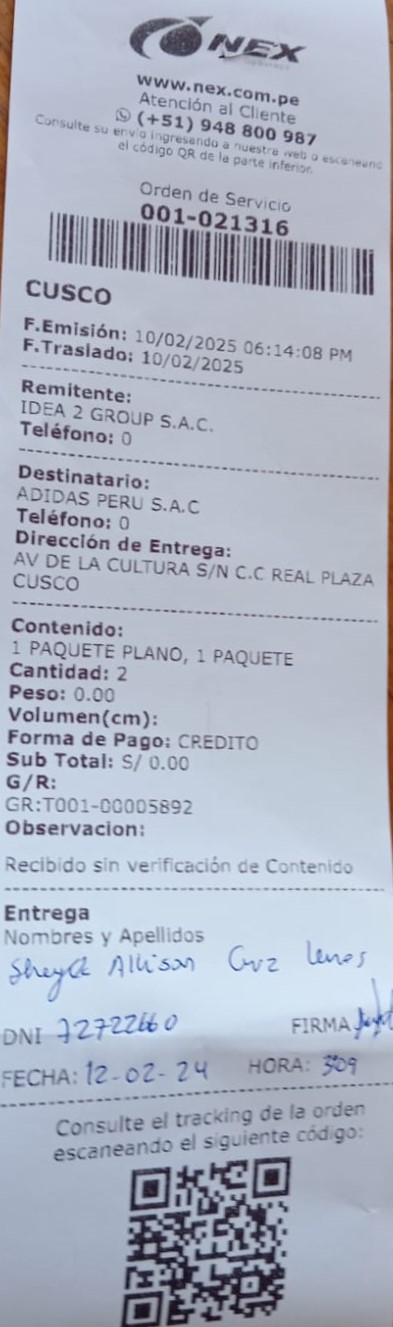 NEX
www.nex.com.pe
Atención al Cliente
(+51) 948 800 987
Consulte su envío ingresando a nuestra web o escaneando
el código QR de la parte inferior.
Orden de Servicio
001-021316
CUSCO
F.Emisión: 10/02/2025 06:14:08 PM
F.Traslado: 10/02/2025
Remitente:
IDEA 2 GROUP S.A.C.
Teléfono: 0
Destinatario:
ADIDAS PERU S.A.C
Teléfono: 0
Dirección de Entrega:
AV DE LA CULTURA S/N C.C REAL PLAZA
CUSCO
Contenido:
1 PAQUETE PLANO, 1 PAQUETE
Cantidad: 2
Peso: 0.00
Volumen(cm):
Forma de Pago: CREDITO
Sub Total: S/ 0.00
G/R:
GR:T001-00005892
Observacion:
Recibido sin verificación de Contenido
Entrega
Nombres y Apellidos
Allison Cruz
DNI 72722660
FIRMA
FECHA: 12-02-24 HORA: 309
Consulte el tracking de la orden
escaneando el siguiente código: